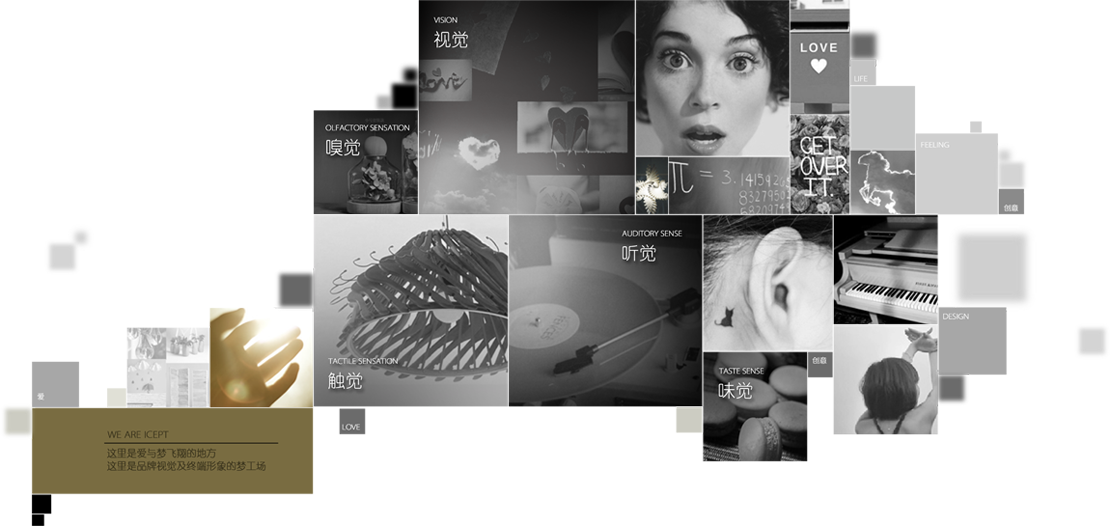 VISION
视觉
LOVE
LIFE
OLFACTORY SENSATION
嗅觉
GET
OVER
IT.
FEELING
π = 3.1415926
8327950
5820974
创意
AUDITORY SENSE
听觉
DESIGN
TACTILE SENSATION
触觉
创意
TASTE SENSE
味觉
爱
LOVE
WE ARE ICEPT
这里是爱与梦飞翔的地方
这里是品牌视觉及终端形象的梦工场